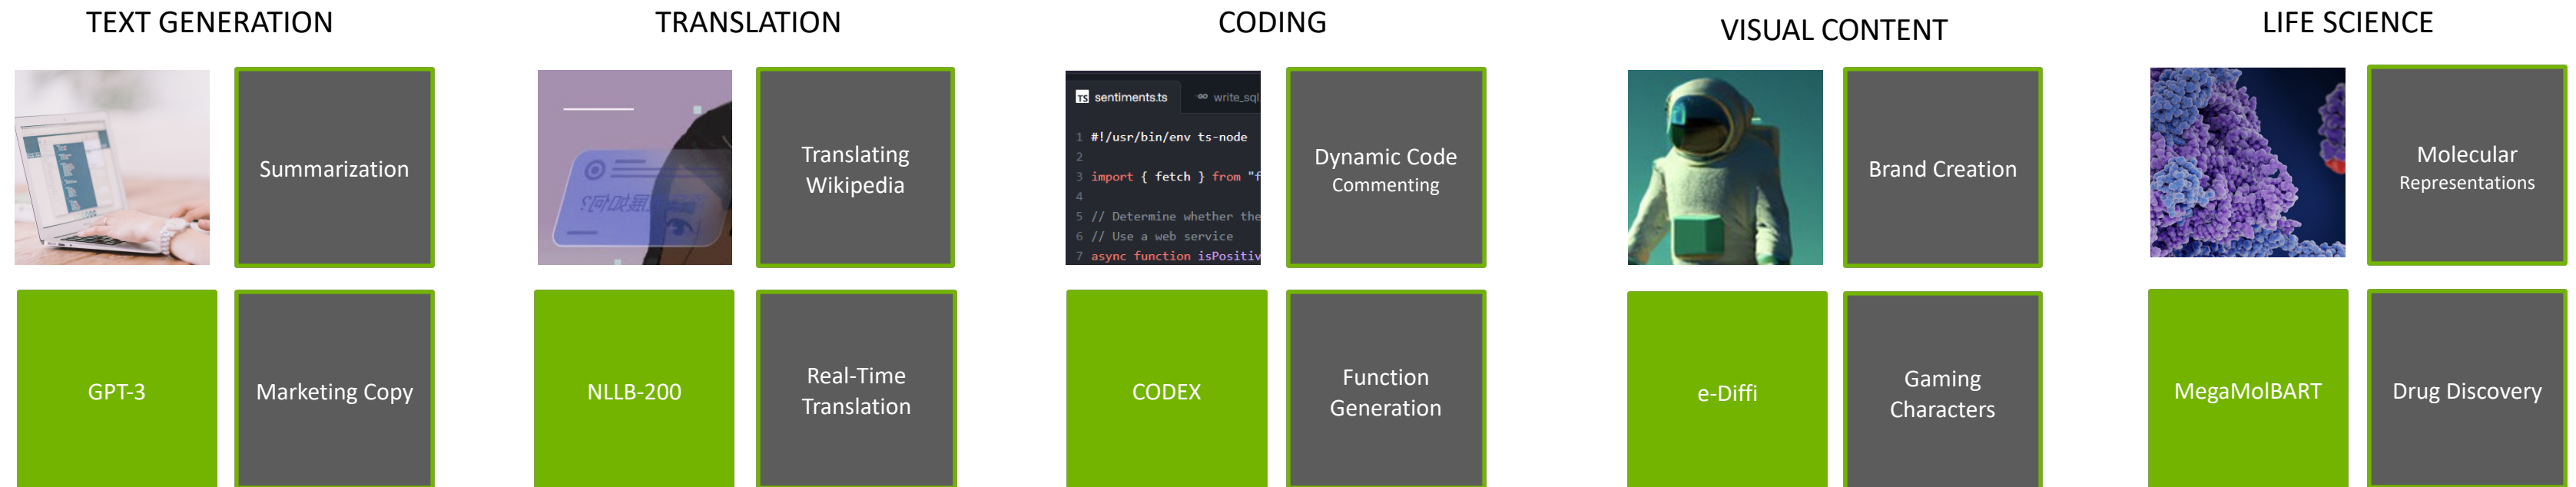 TEXT GENERATION
Summarization
GPT-3
Marketing Copy
TRANSLATION
Translating
Wikipedia
NLLB-200
Real-Time
Translation
CODING
sentiments.ts
write_sql
1 #!/usr/bin/env ts-node
2
3 import { fetch } from "f
4
5 // Determine whether the
6 // Use a web service
7 async function isPositiv
Dynamic Code
Commenting
CODEX
Function
Generation
VISUAL CONTENT
Brand Creation
e-Diffi
Gaming
Characters
LIFE SCIENCE
Molecular
Representations
MegaMolBART
Drug Discovery